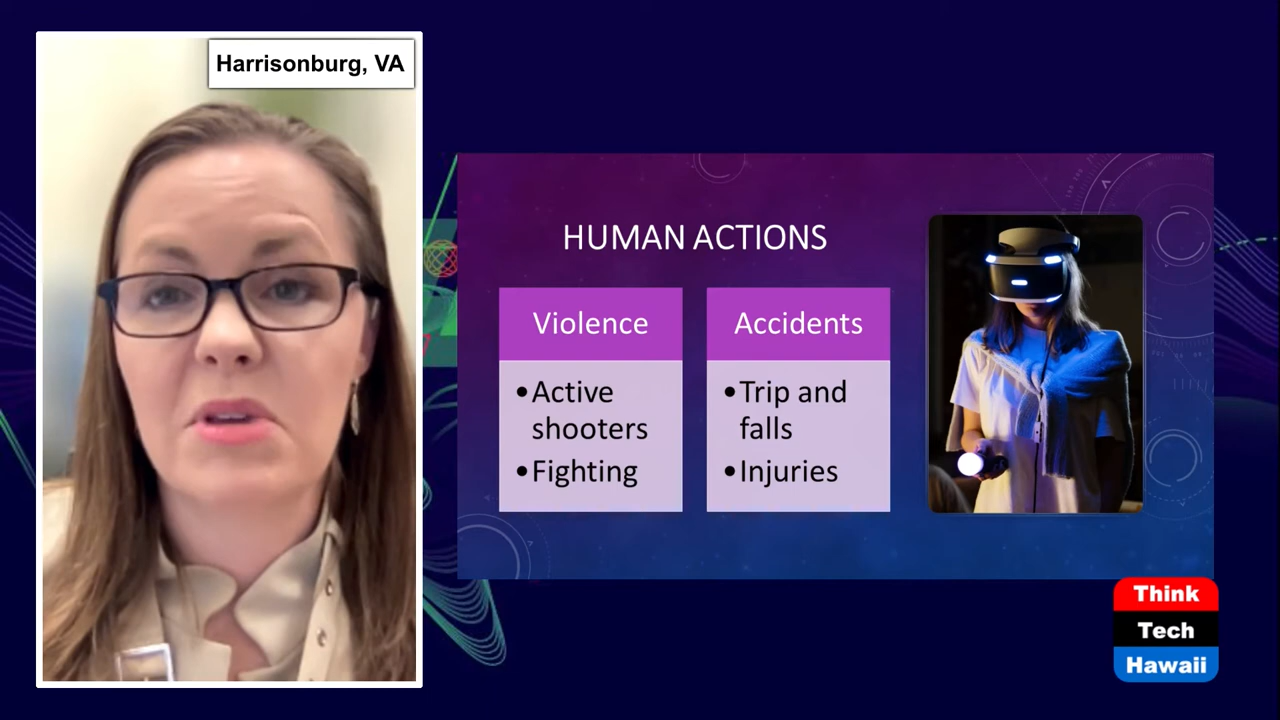 Harrisonburg, VA
HUMAN ACTIONS
Violence
•Active
shooters
•Fighting
Accidents
•Trip and
falls
•Injuries
Think
Tech
Hawaii